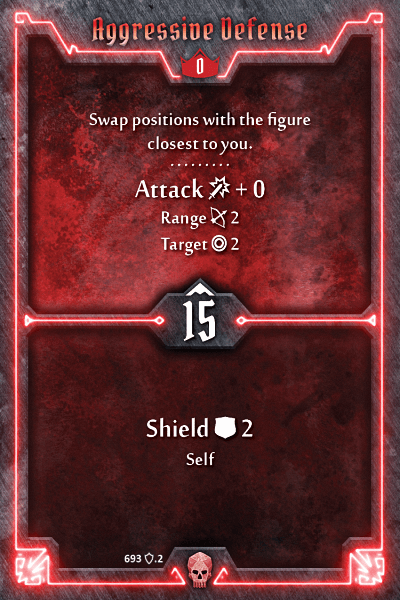 Aggressive Defense
0
Swap positions with the figure
closest to you.
Attack + 0
Range 2
Target 2
15
Shield 2
Self
693 .2